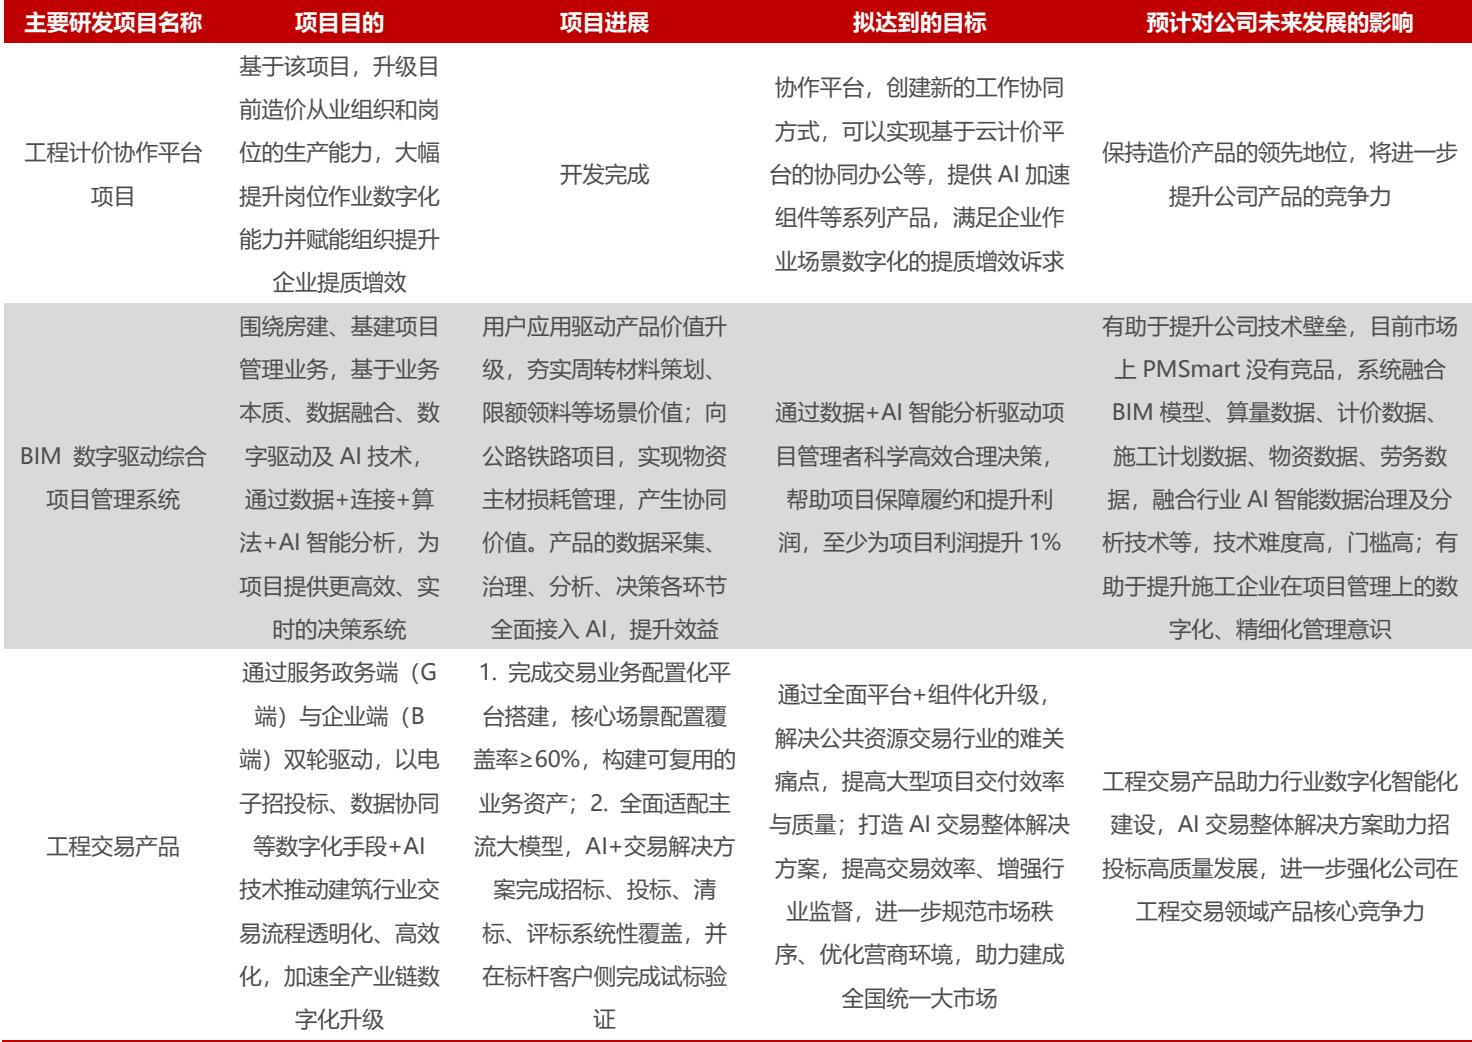 主要研发项目名称 项目目的 项目进展 拟达到的目标 预计对公司未来发展的影响
工程计价协作平台
项目
基于该项目，升级目
前造价从业组织和岗
位的生产能力，大幅
提升岗位作业数字化
能力并赋能组织提升
企业提质增效
开发完成
协作平台，创建新的工作协同
方式，可以实现基于云计价平
台的协同办公等，提供 AI 加速
组件等系列产品，满足企业作
业场景数字化的提质增效诉求
保持造价产品的领先地位，将进一步
提升公司产品的竞争力
BIM 数字驱动综合
项目管理系统
围绕房建、基建项目
管理业务，基于业务
本质、数据融合、数
字驱动及 AI 技术，
通过数据+连接+算
法+AI 智能分析，为
项目提供更高效、实
时的决策系统
用户应用驱动产品价值升
级，夯实周转材料策划、
限额领料等场景价值；向
公路铁路项目，实现物资
主材损耗管理，产生协同
价值。产品的数据采集、
治理、分析、决策各环节
全面接入 AI，提升效益
通过数据+AI 智能分析驱动项
目管理者科学高效合理决策，
帮助项目保障履约和提升利
润，至少为项目利润提升 1%
有助于提升公司技术壁垒，目前市场
上 PMSmart 没有竞品，系统融合
BIM 模型、算量数据、计价数据、
施工计划数据、物资数据、劳务数
据，融合行业 AI 智能数据治理及分
析技术等，技术难度高，门槛高；有
助于提升施工企业在项目管理上的数
字化、精细化管理意识
工程交易产品
通过服务政务端（G
端）与企业端（B
端）双轮驱动，以电
子招投标、数据协同
等数字化手段+AI
技术推动建筑行业交
易流程透明化、高效
化，加速全产业链数
字化升级
1. 完成交易业务配置化平
台搭建，核心场景配置覆
盖率≥60%，构建可复用的
业务资产；2. 全面适配主
流大模型，AI+交易解决方
案完成招标、投标、清
标、评标系统性覆盖，并
在标杆客户侧完成试标验
证
通过全面平台+组件化升级，
解决公共资源交易行业的难关
痛点，提高大型项目交付效率
与质量；打造 AI 交易整体解决
方案，提高交易效率、增强行
业监督，进一步规范市场秩
序、优化营商环境，助力建成
全国统一大市场
工程交易产品助力行业数字化智能化
建设，AI 交易整体解决方案助力招
投标高质量发展，进一步强化公司在
工程交易领域产品核心竞争力